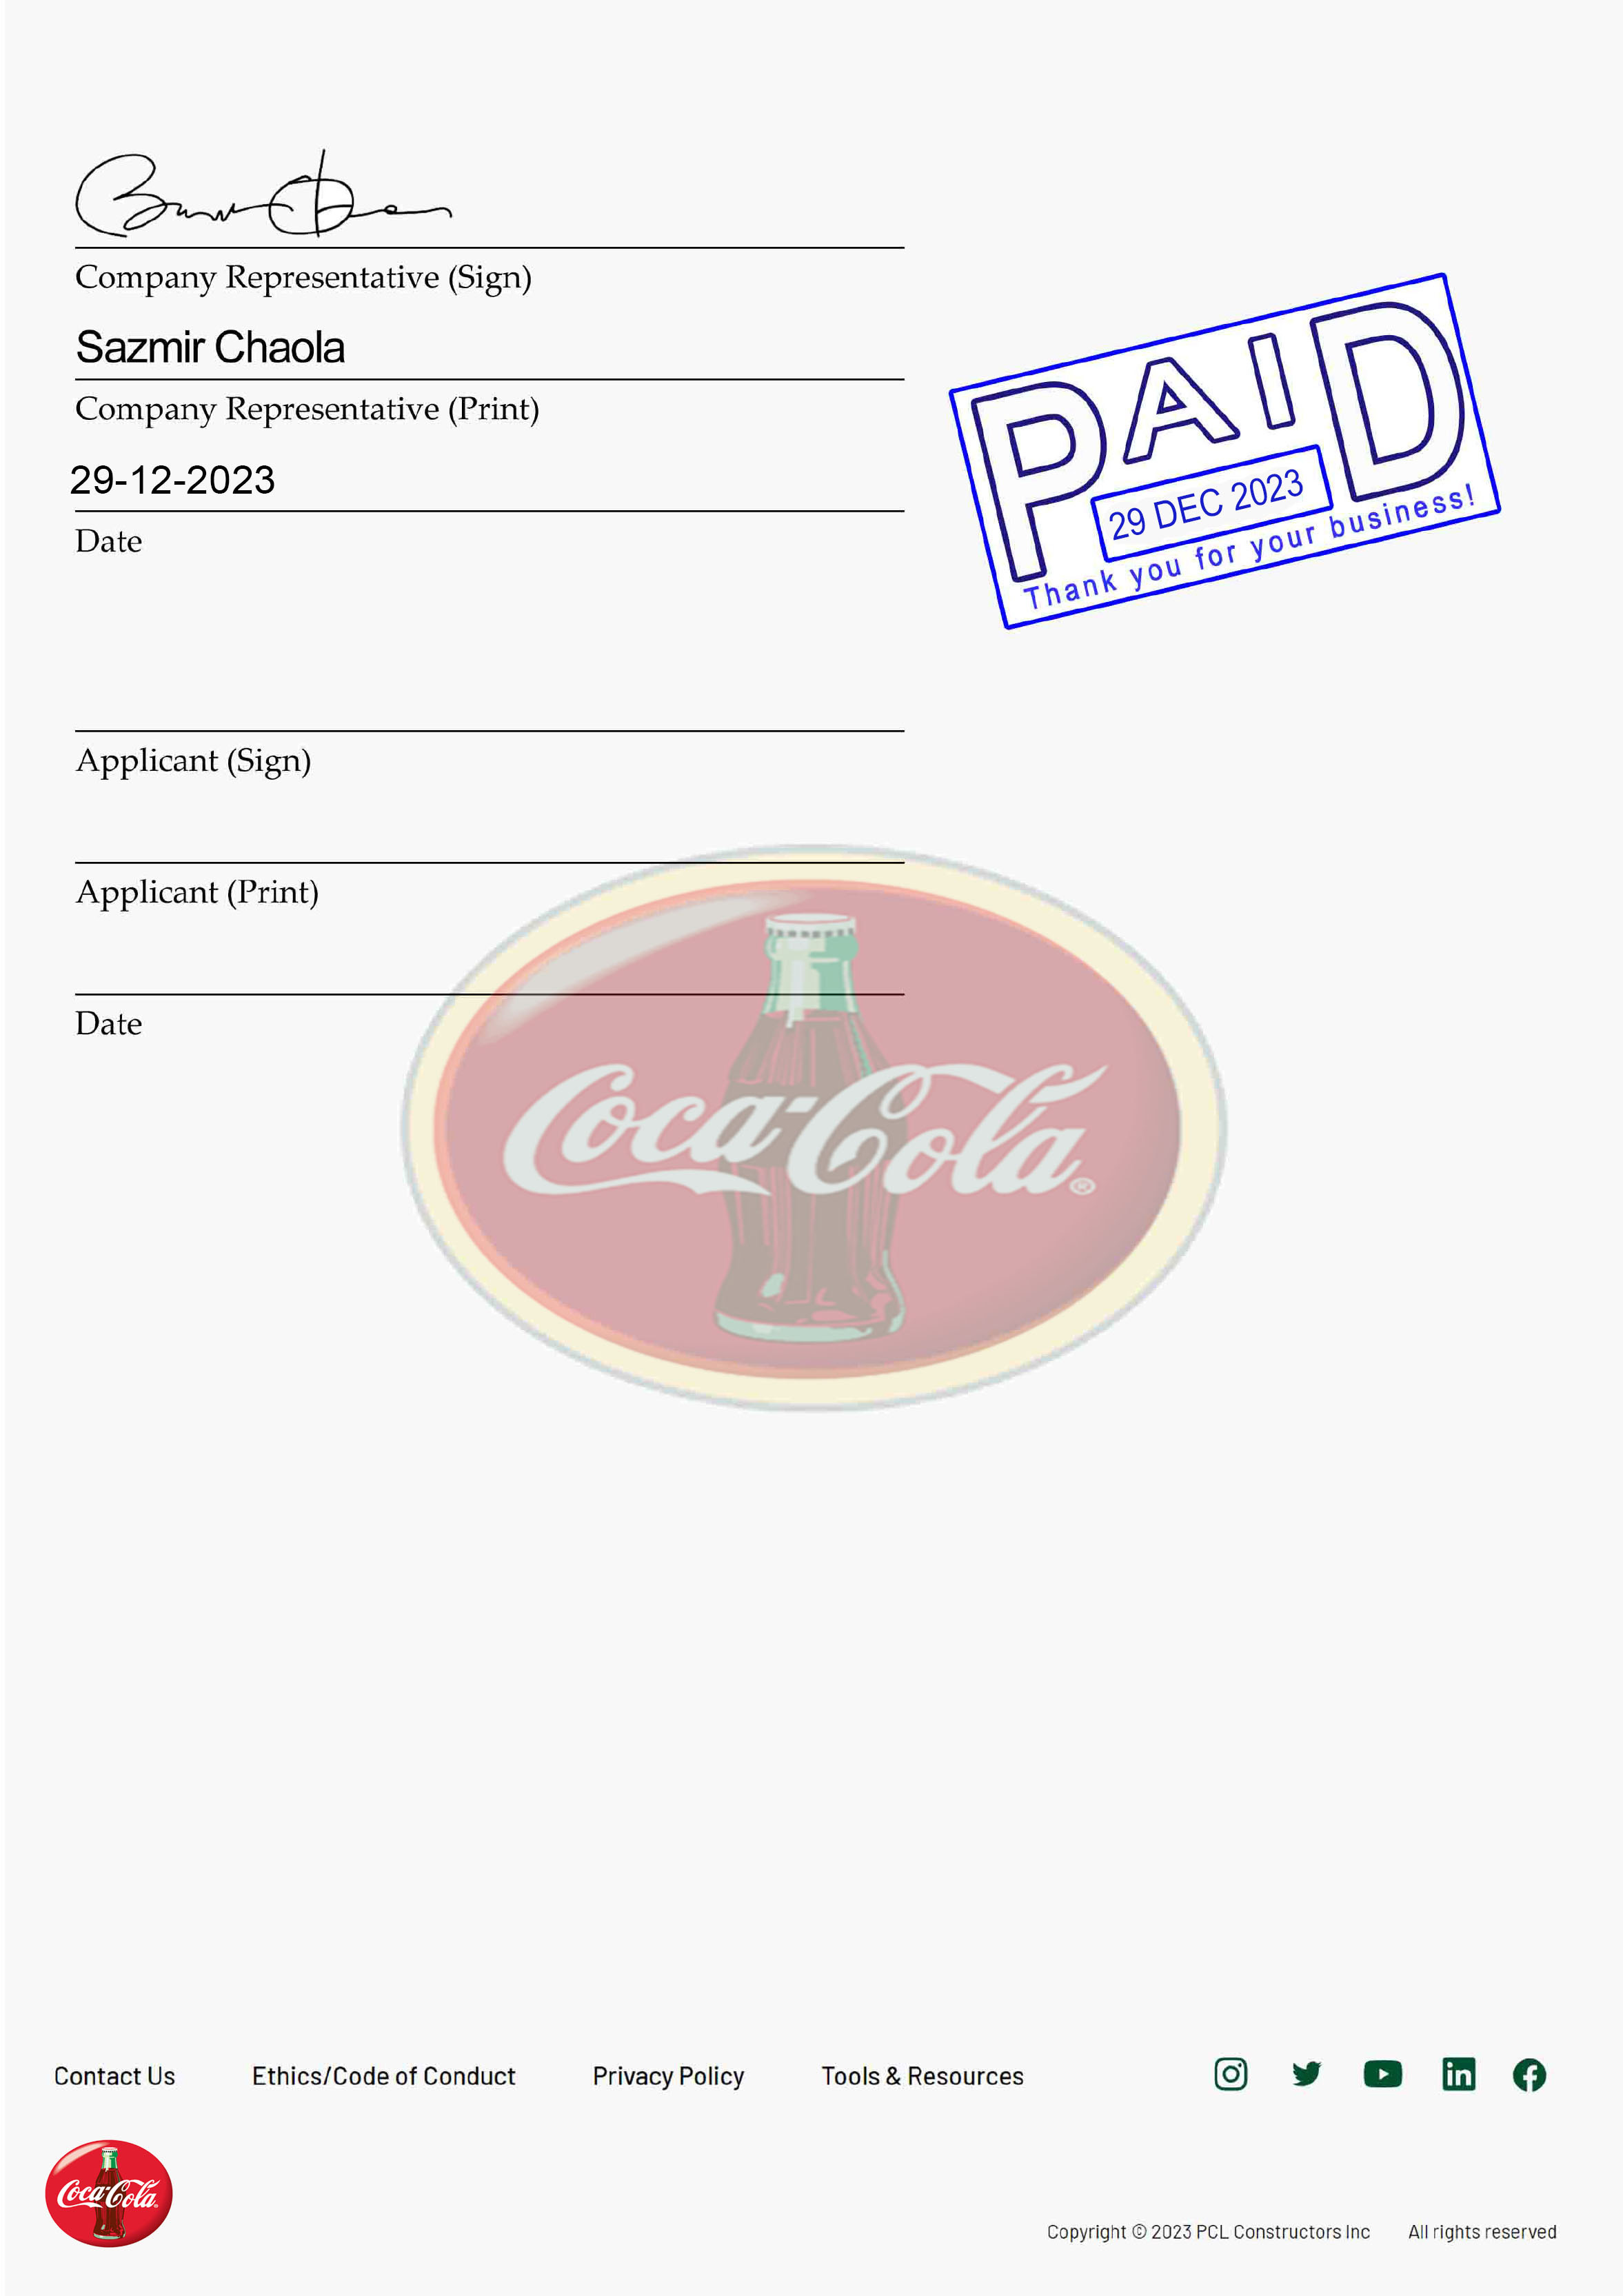 Company Representative (Sign)
Sazmir Chaola
Company Representative (Print)
29-12-2023
Date
PAID
29 DEC 2023
Thank you for your business!
Applicant (Sign)
Applicant (Print)
Date
Coca-Cola®
Contact Us Ethics/Code of Conduct Privacy Policy Tools & Resources
Coca-Cola
Copyright © 2023 PCL Constructors Inc All rights reserved